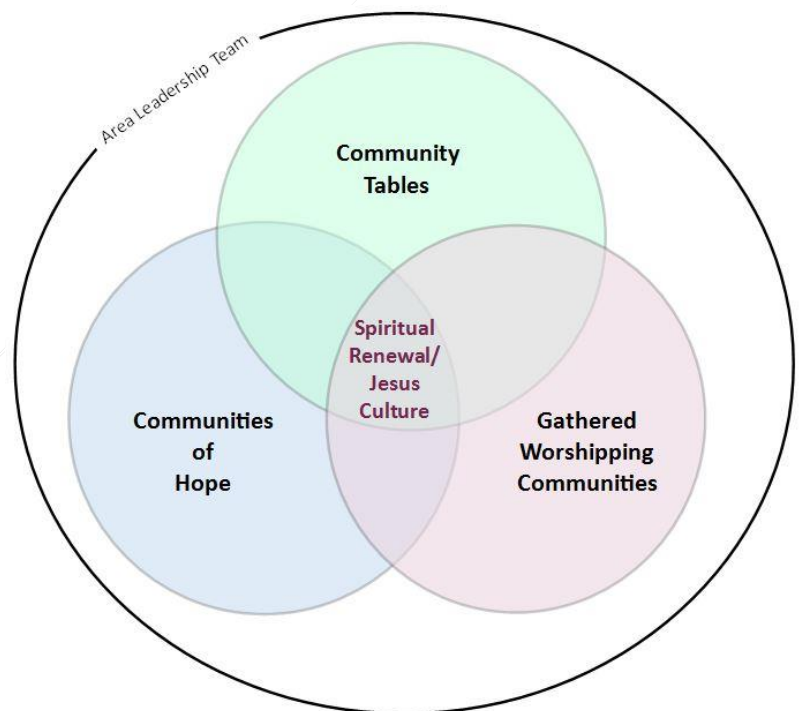 Area Leadership Team
Community
Tables
Spiritual
Renewal/
Jesus
Culture
Communities
of
Hope
Gathered
Worshipping
Communities